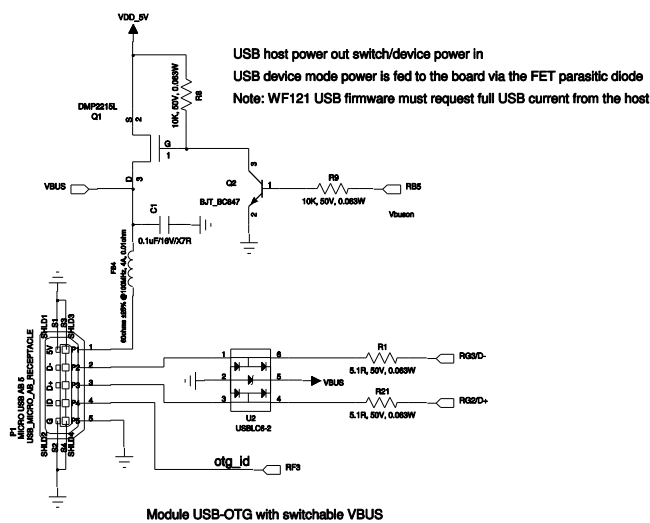 VDD_5V
USB host power out switch/device power in
USB device mode power is fed to the board via the FET parasitic diode
Note: WF121 USB firmware must request full USB current from the host
DMP2215L
Q1
S
2
10K, 50V, 0.063W
R8
G
1
D
3
VBUS
Q2
BJT_BC847
3
1
2
R9
10K, 50V, 0.063W
RB5
Vbuson
C1
0.1uF/16V/X7R
FB4
60ohms ±25% @100MHz, 4A, 0.01ohm
SHLD1
S1
S3
SHLD3
5V
P1
1
D-
P2
2
D+
P3
3
ID
P4
4
G
P5
5
SHLD2
S2
S4
SHLD4
P1
MICRO USB AB 5
USB_MICRO_AB_RECEPTACLE
1
6
2
5
3
4
VBUS
U2
USBLC6-2
R1
5.1R, 50V, 0.063W
RG3/D-
R21
5.1R, 50V, 0.063W
RG2/D+
otg_id
RF3
Module USB-OTG with switchable VBUS